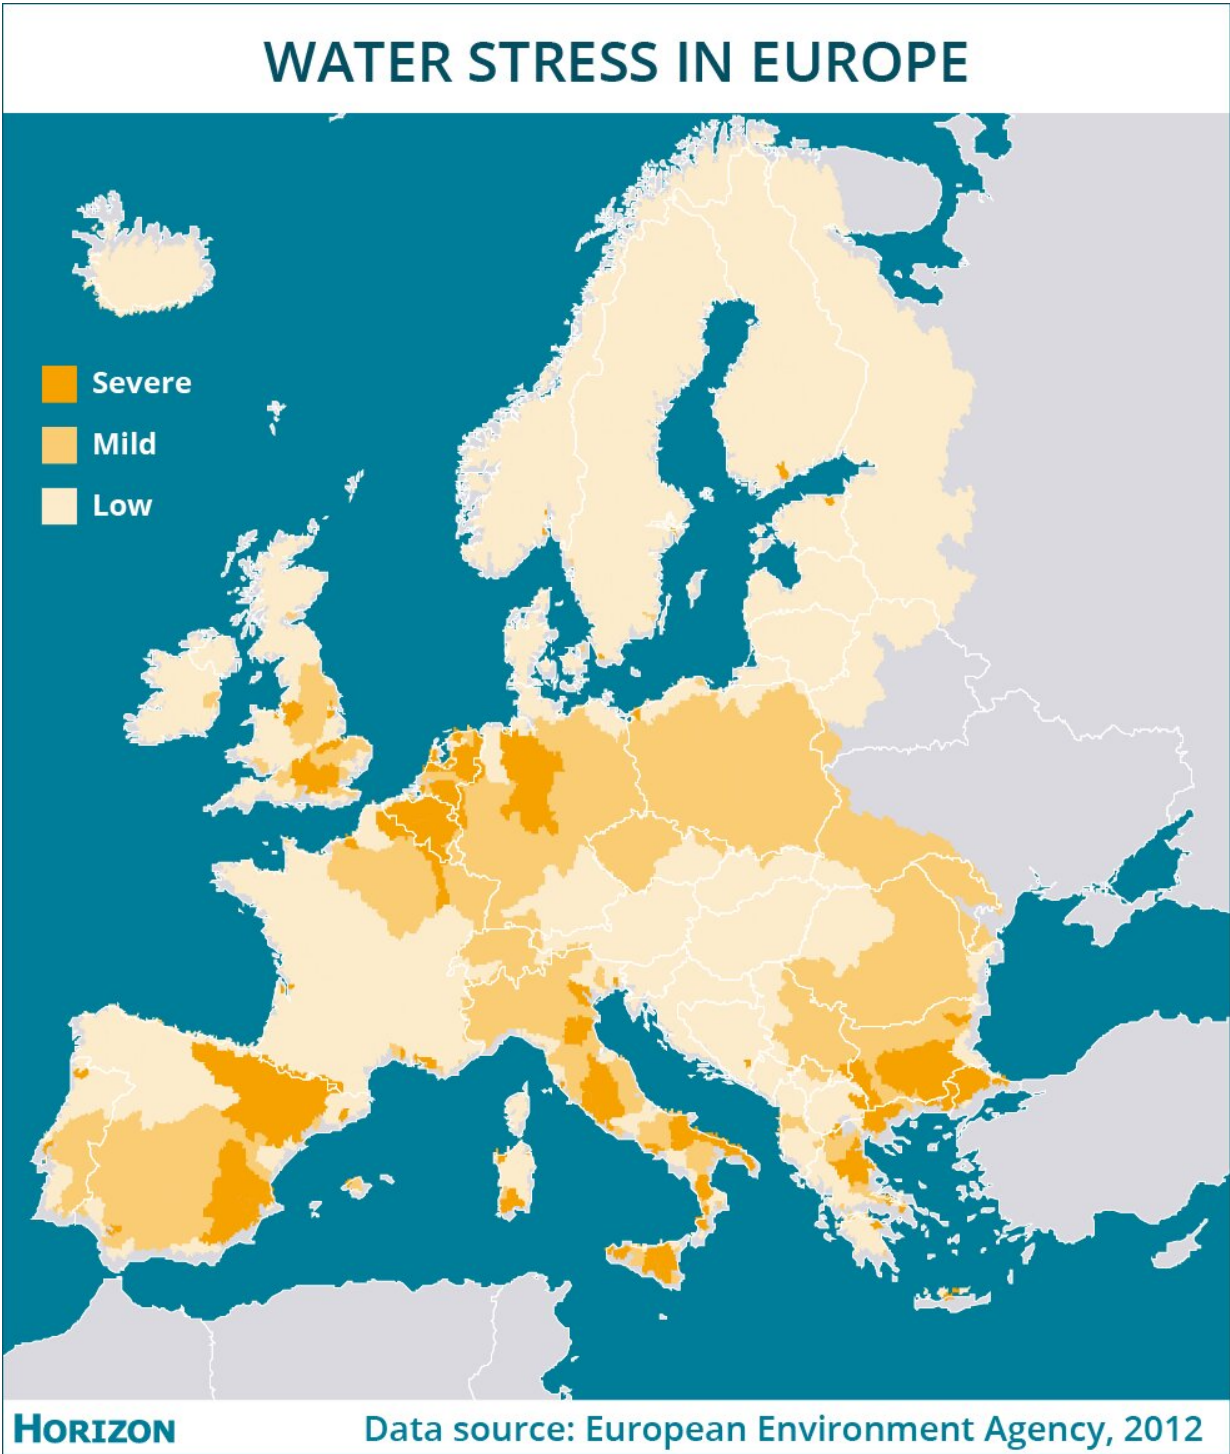 WATER STRESS IN EUROPE
Severe
Mild
Low
HORIZON
Data source: European Environment Agency, 2012